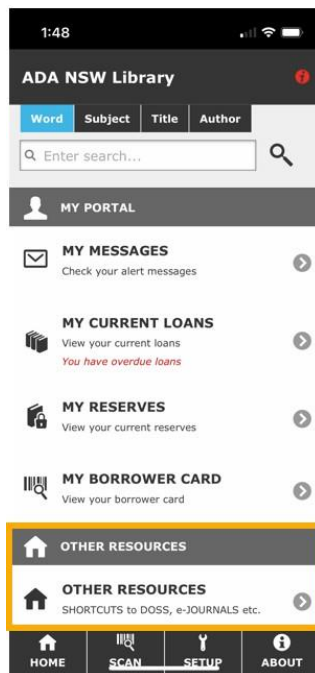 1:48
ADA NSW Library
Word Subject Title Author
Enter search...
MY PORTAL
MY MESSAGES
Check your alert messages
MY CURRENT LOANS
View your current loans
You have overdue loans
MY RESERVES
View your current reserves
MY BORROWER CARD
View your borrower card
OTHER RESOURCES
OTHER RESOURCES
SHORTCUTS to DOSS, e-JOURNALS etc.
HOME SCAN SETUP ABOUT